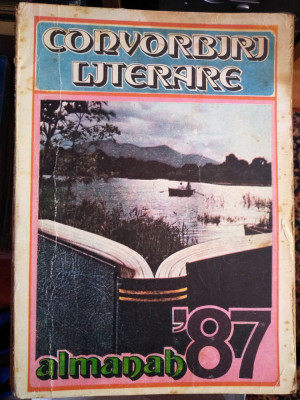 CONVORBIRI
LITERARE
almanah '87